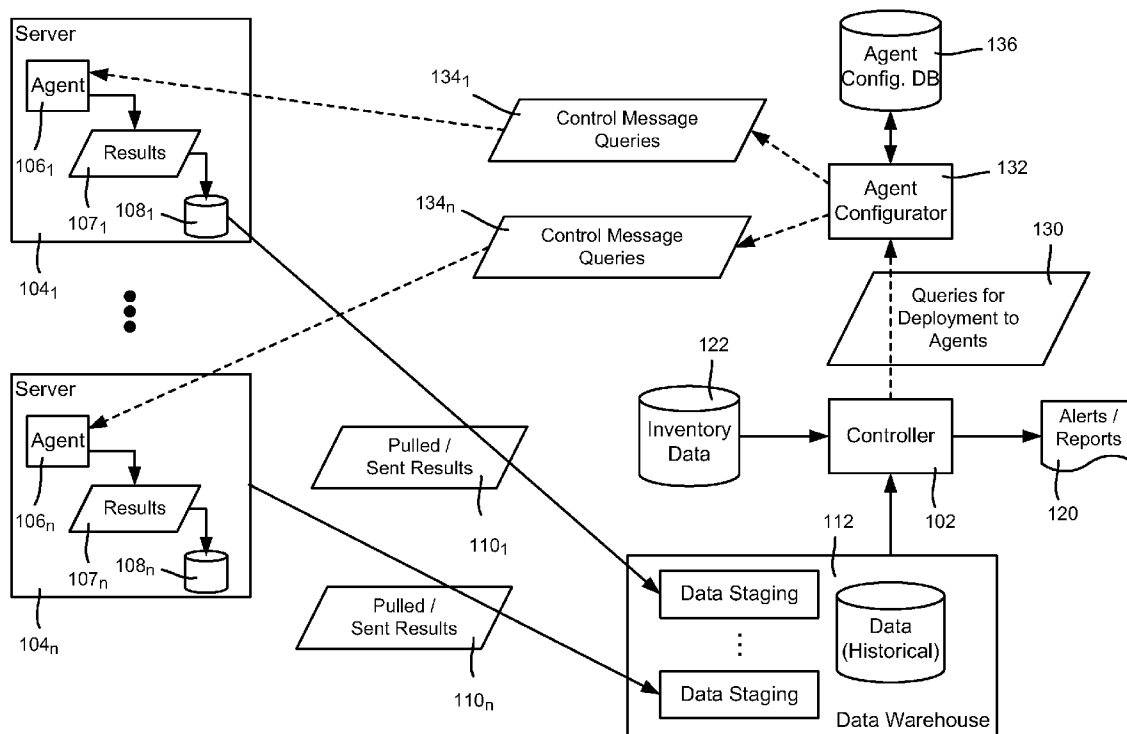 Server
Agent
Results
106₁
107₁
108₁
104₁
134₁
Control Message
Queries
134ₙ
Control Message
Queries
Agent
Config. DB
136
132
Agent
Configurator
130
Queries for
Deployment to
Agents
Server
Agent
Results
106ₙ
107ₙ
108ₙ
104ₙ
122
Inventory
Data
Controller
Alerts /
Reports
102
120
Pulled /
Sent Results
110₁
112
Pulled /
Sent Results
110ₙ
Data Staging
⋮
Data Staging
Data
(Historical)
Data Warehouse